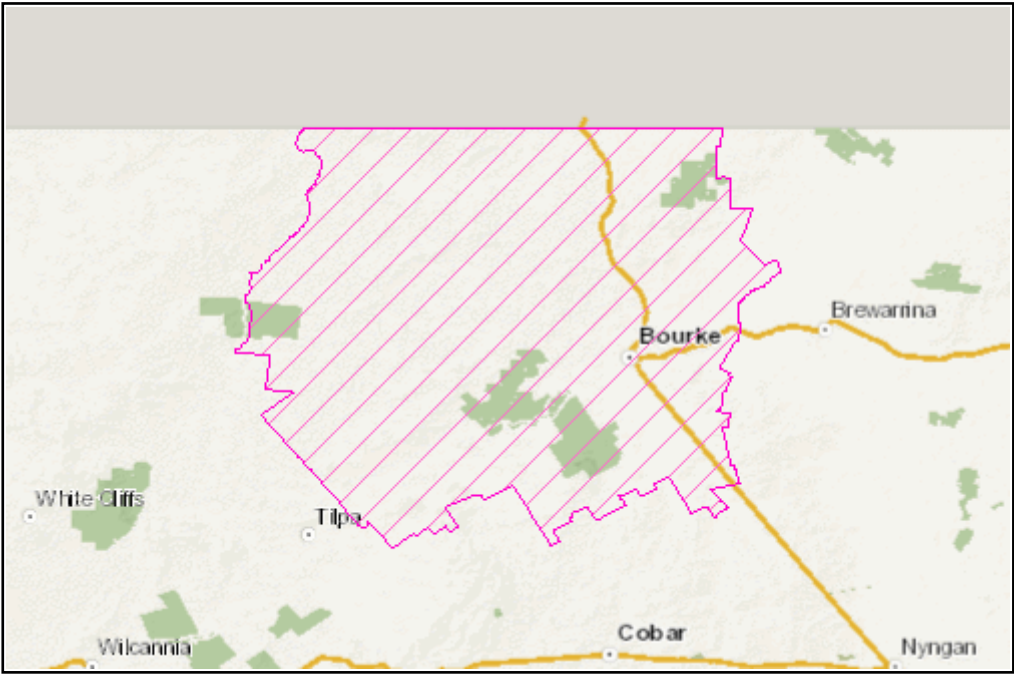 Brewarrina
Bourke
White Cliffs
Tilpa
Cobar
Wilcannia
Nyngan